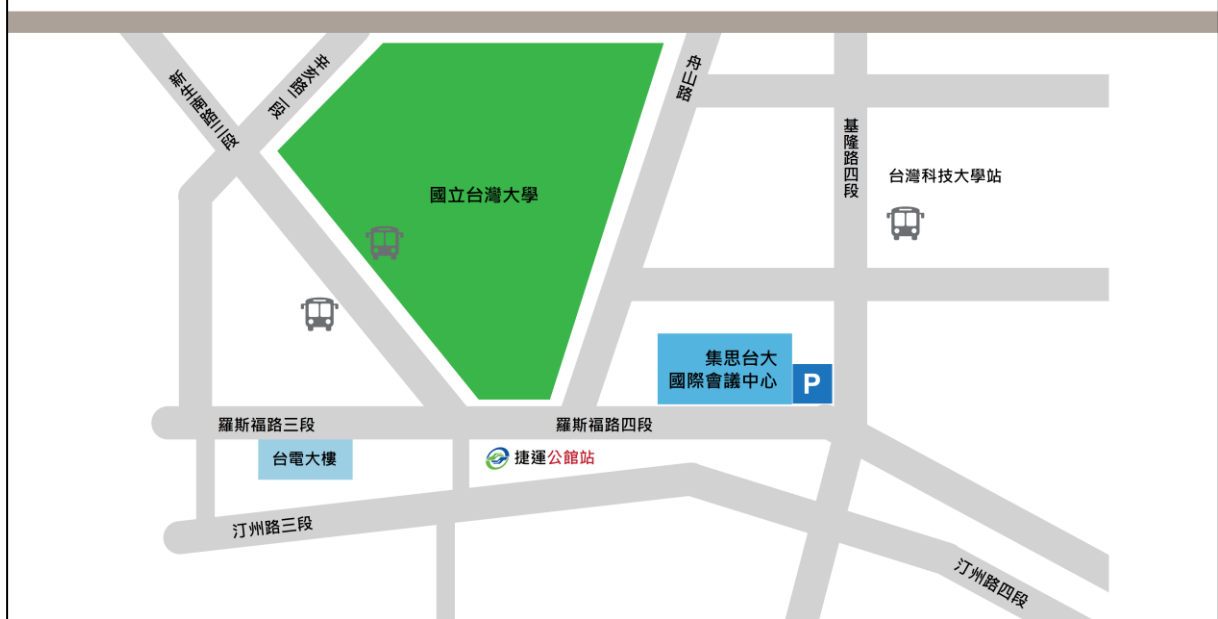 新生南路三段
辛亥路一段
舟山路
基隆路四段
國立台灣大學
台灣科技大學站
集思台大
國際會議中心
P
羅斯福路三段
羅斯福路四段
台電大樓
捷運公館站
汀州路三段
汀州路四段